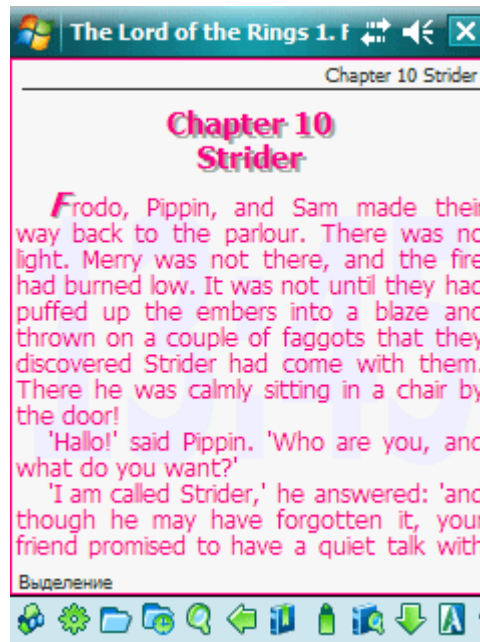 The Lord of the Rings 1. F
Chapter 10 Strider
Chapter 10
Strider
Frodo, Pippin, and Sam made their
way back to the parlour. There was no
light. Merry was not there, and the fire
had burned low. It was not until they had
puffed up the embers into a blaze and
thrown on a couple of faggots that they
discovered Strider had come with them.
There he was calmly sitting in a chair by
the door!
'Hallo!' said Pippin. 'Who are you, and
what do you want?'
'I am called Strider,' he answered: 'and
though he may have forgotten it, your
friend promised to have a quiet talk with
Выделение